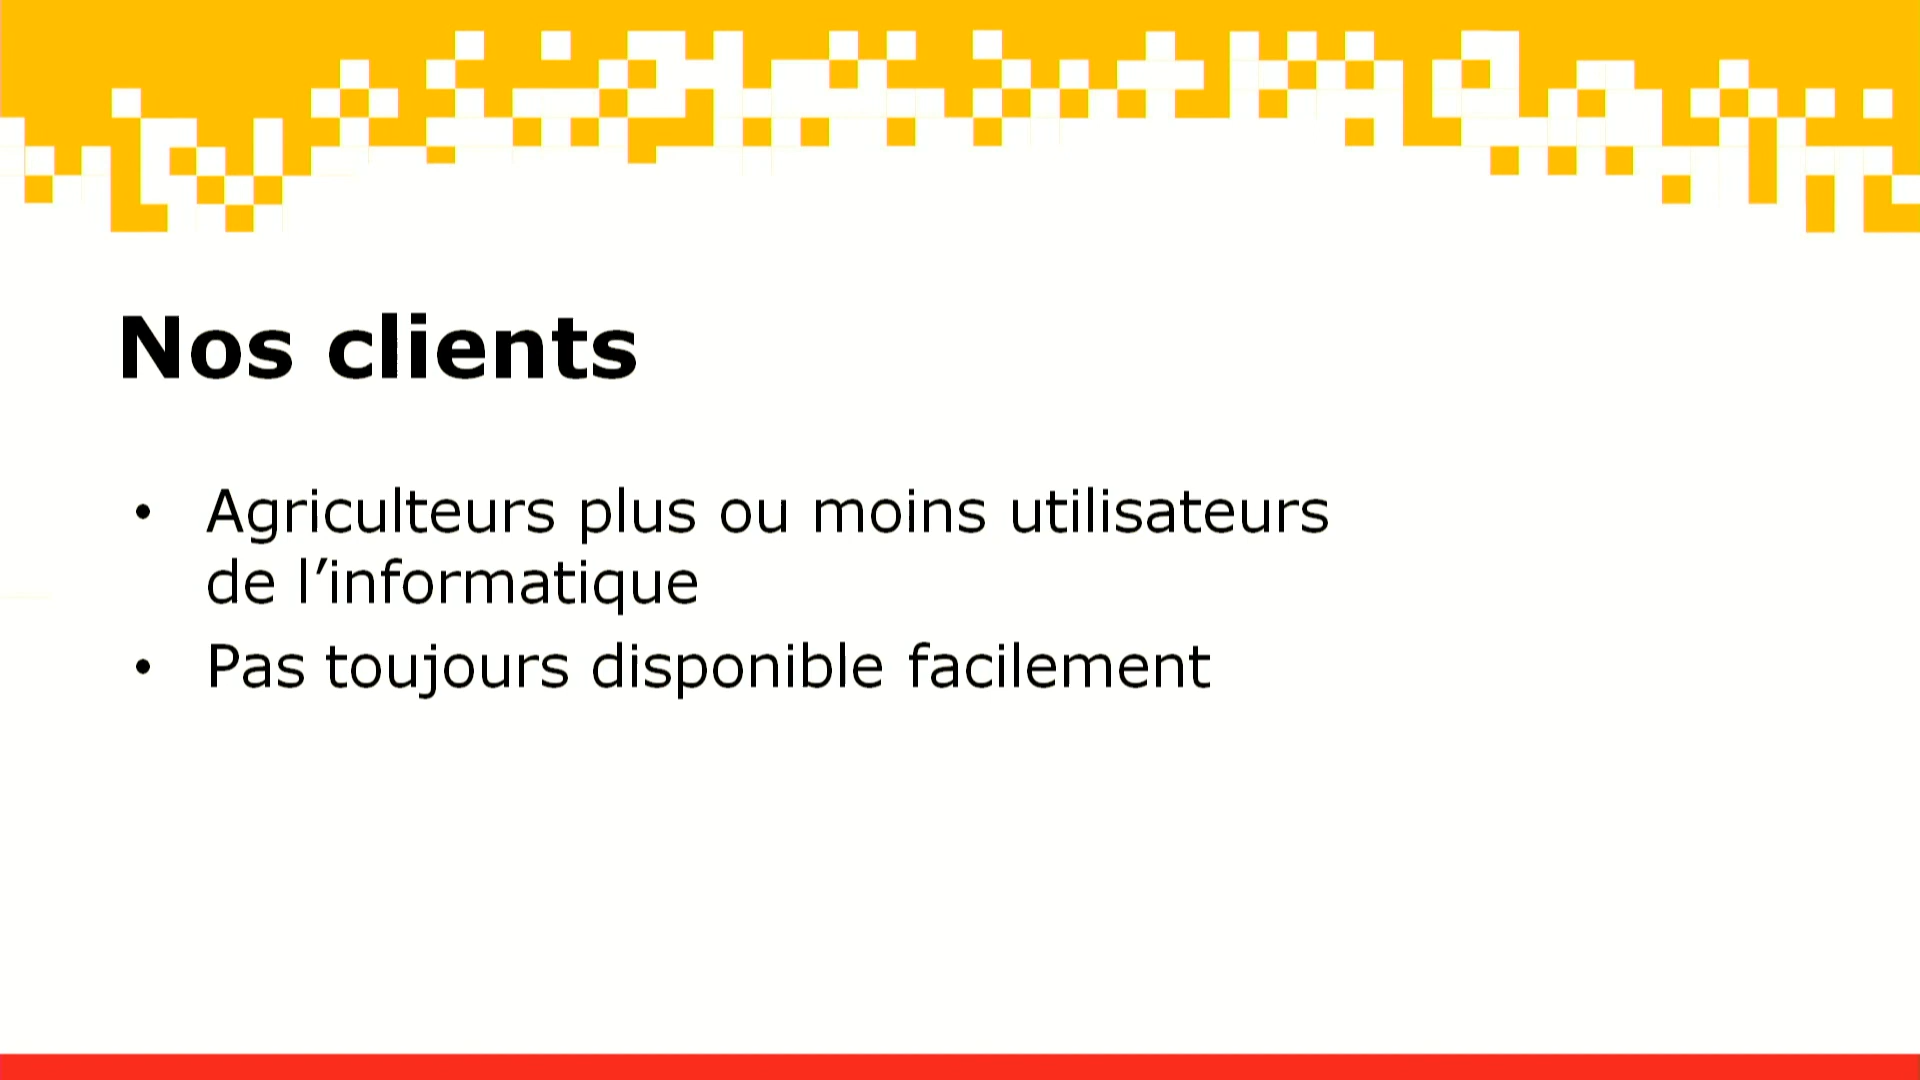 Nos clients
• Agriculteurs plus ou moins utilisateurs
de l’informatique
• Pas toujours disponible facilement